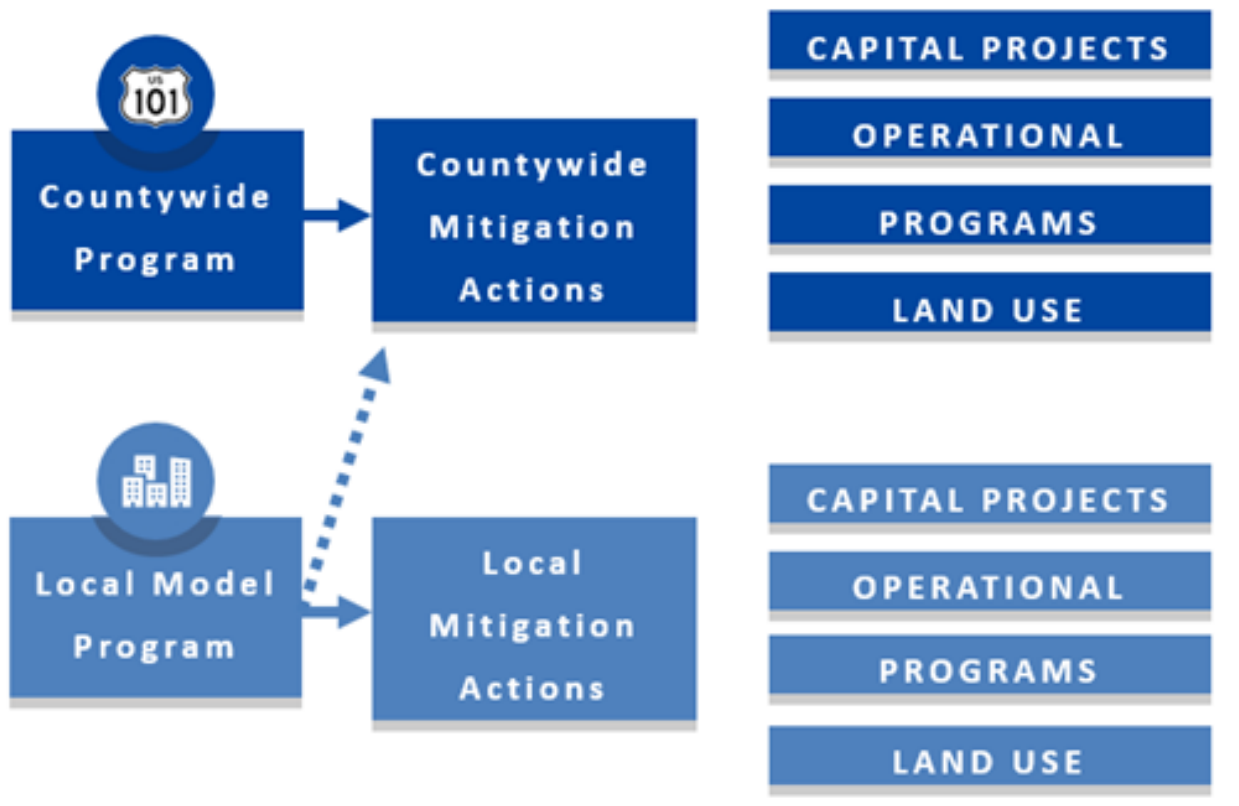 US
101
Countywide
Program
Countywide
Mitigation
Actions
CAPITAL PROJECTS
OPERATIONAL
PROGRAMS
LAND USE
Local Model
Program
Local
Mitigation
Actions
CAPITAL PROJECTS
OPERATIONAL
PROGRAMS
LAND USE